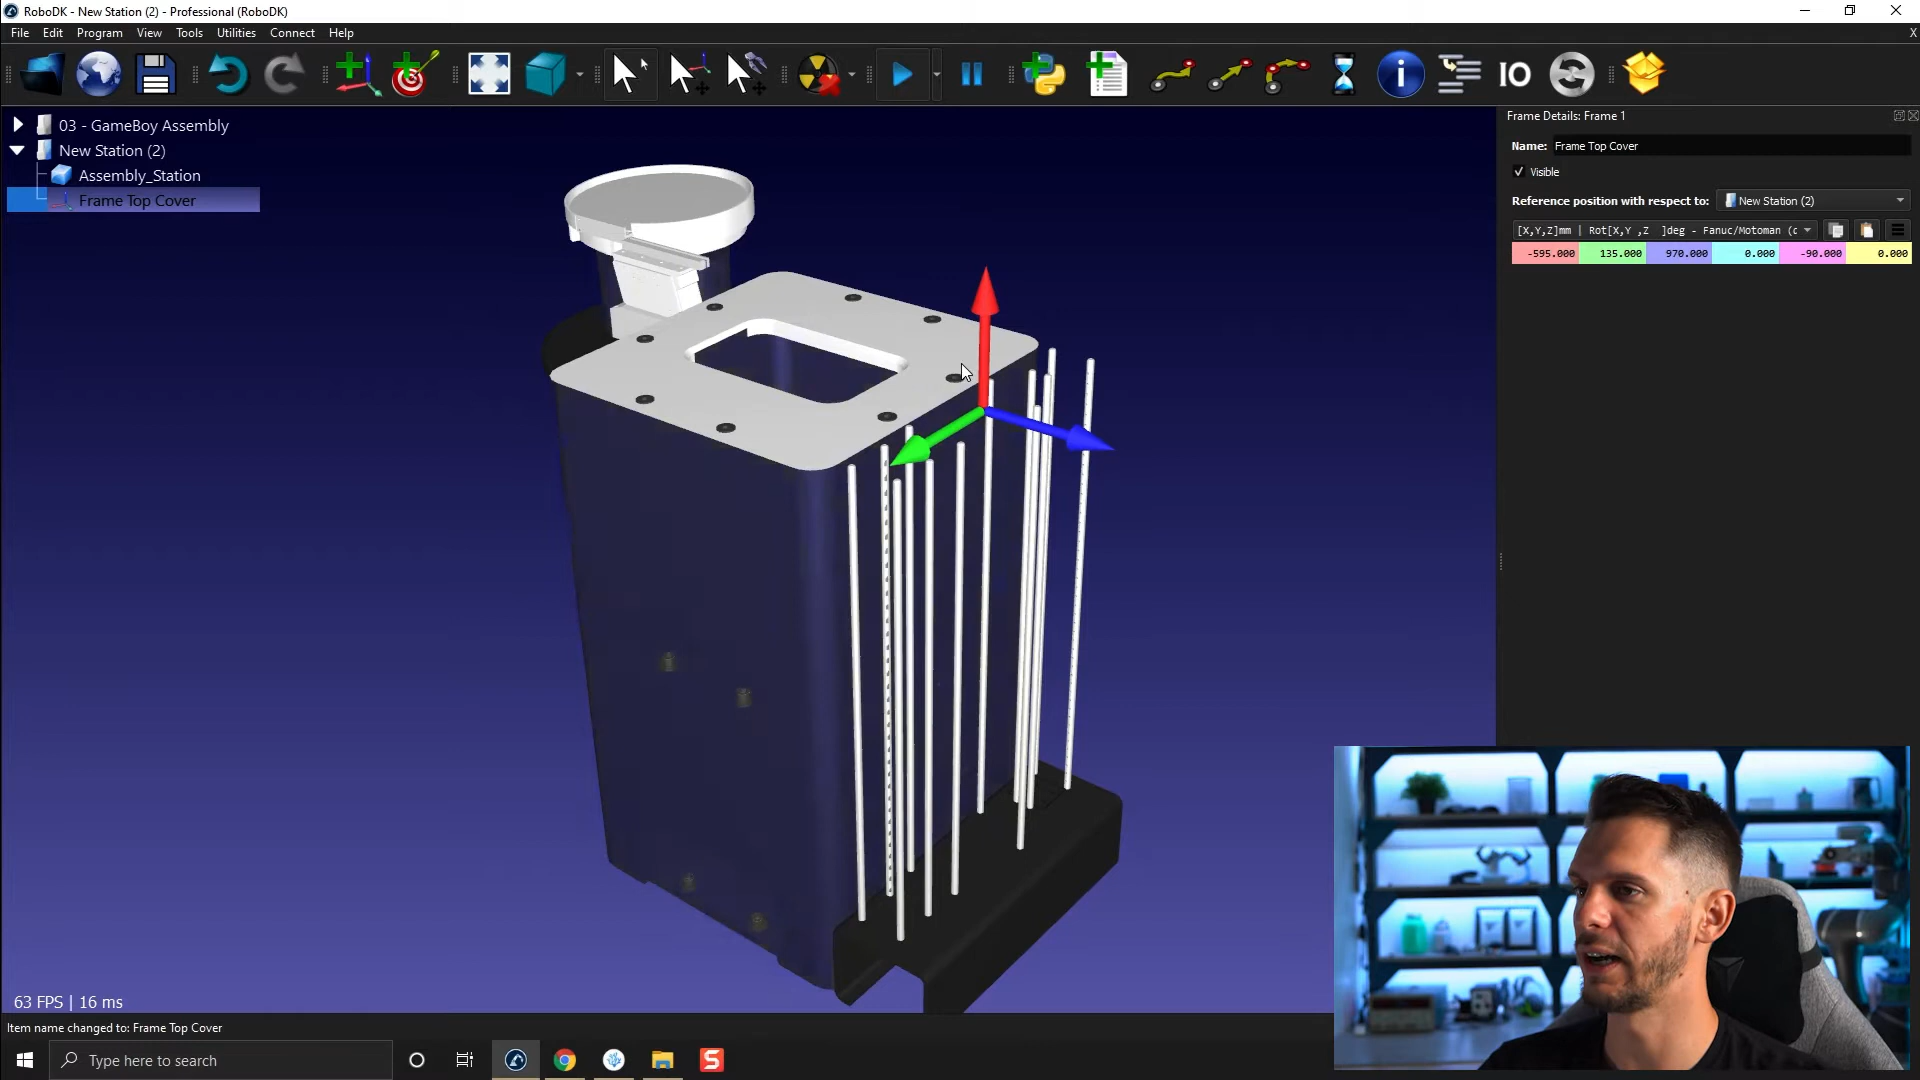 RoboDK - New Station (2) - Professional (RoboDK)
File Edit Program View Tools Utilities Connect Help
X
IO
03 - GameBoy Assembly
New Station (2)
Assembly_Station
Frame Top Cover
Frame Details: Frame 1
Name: Frame Top Cover
Visible
Reference position with respect to: New Station (2)
[X,Y,Z]mm | Rot[X,Y ,Z ]deg - Fanuc/Motoman (c
-595.000 135.000 970.000 0.000 -90.000 0.000
63 FPS | 16 ms
Item name changed to: Frame Top Cover
Type here to search